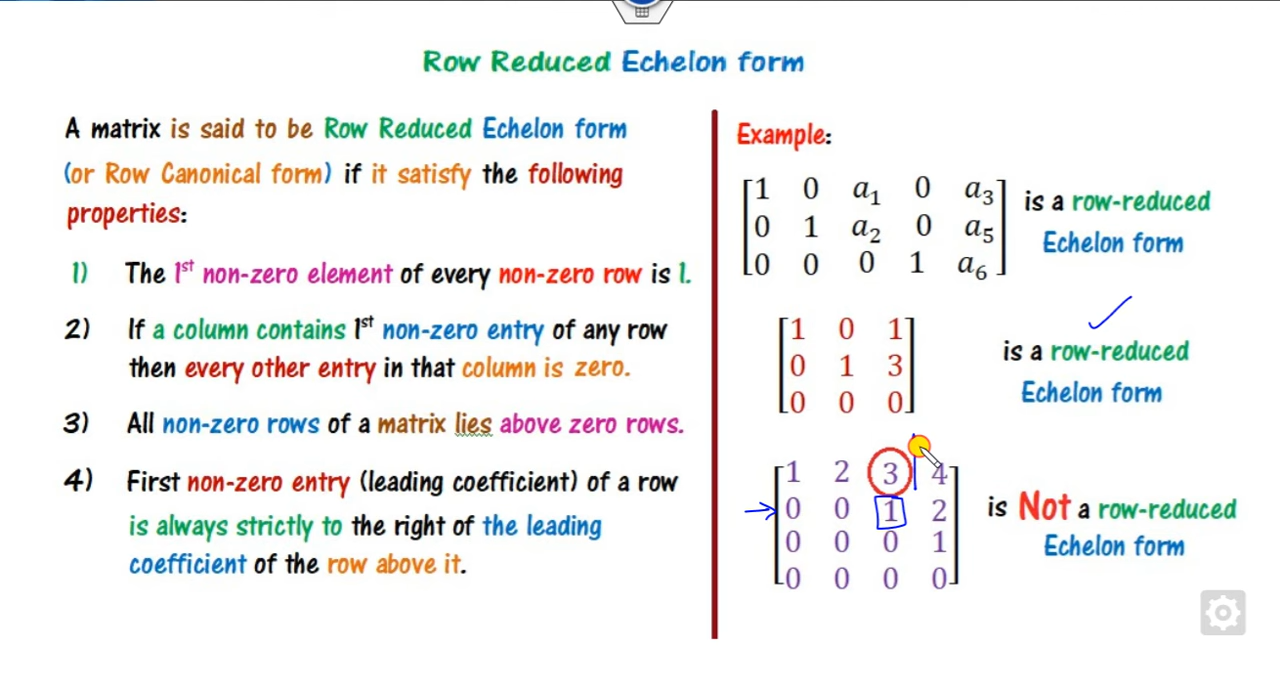 Row Reduced Echelon form
A matrix is said to be Row Reduced Echelon form
(or Row Canonical form) if it satisfy the following
properties:
1) The 1st non-zero element of every non-zero row is 1.
2) If a column contains 1st non-zero entry of any row
then every other entry in that column is zero.
3) All non-zero rows of a matrix lies above zero rows.
4) First non-zero entry (leading coefficient) of a row
is always strictly to the right of the leading
coefficient of the row above it.
Example:
1 0 a₁ 0 a₃
0 1 a₂ 0 a₅
0 0 0 1 a₆
is a row-reduced
Echelon form
1 0 1
0 1 3
0 0 0
is a row-reduced
Echelon form
1 2 3 4
0 0 1 2
0 0 0 1
0 0 0 0
is Not a row-reduced
Echelon form